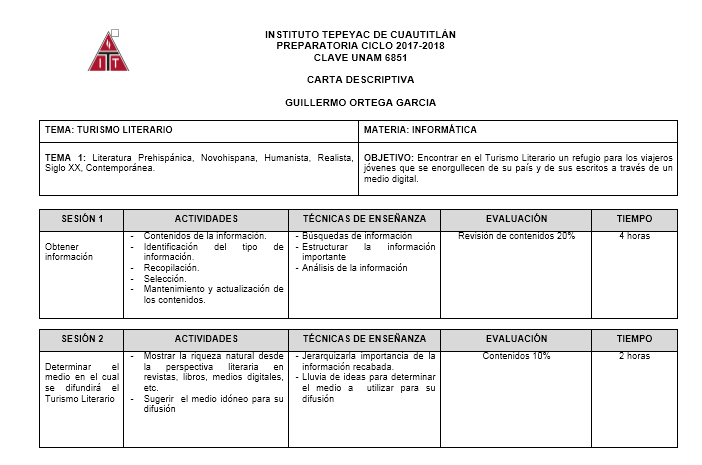 INSTITUTO TEPEYAC DE CUAUTITLÁN
PREPARATORIA CICLO 2017-2018
CLAVE UNAM 6851
CARTA DESCRIPTIVA
GUILLERMO ORTEGA GARCIA
I T T
TEMA: TURISMO LITERARIO
MATERIA: INFORMÁTICA
TEMA 1: Literatura Prehispánica, Novohispana, Humanista, Realista,
Siglo XX, Contemporánea.
OBJETIVO: Encontrar en el Turismo Literario un refugio para los viajeros
jóvenes que se enorgullecen de su país y de sus escritos a través de un
medio digital.
SESIÓN 1
ACTIVIDADES
TÉCNICAS DE ENSEÑANZA
EVALUACIÓN
TIEMPO
Obtener
información
- Contenidos de la información.
- Identificación del tipo de
información.
- Recopilación.
- Selección.
- Mantenimiento y actualización de
los contenidos.
- Búsquedas de información
- Estructurar la información
importante
- Análisis de la información
Revisión de contenidos 20%
4 horas
SESIÓN 2
ACTIVIDADES
TÉCNICAS DE ENSEÑANZA
EVALUACIÓN
TIEMPO
Determinar el
medio en el cual
se difundirá el
Turismo Literario
- Mostrar la riqueza natural desde
la perspectiva literaria en
revistas, libros, medios digitales,
etc.
- Sugerir el medio idóneo para su
difusión
- Jerarquizarla importancia de la
información recabada.
- Lluvia de ideas para determinar
el medio a utilizar para su
difusión
Contenidos 10%
2 horas